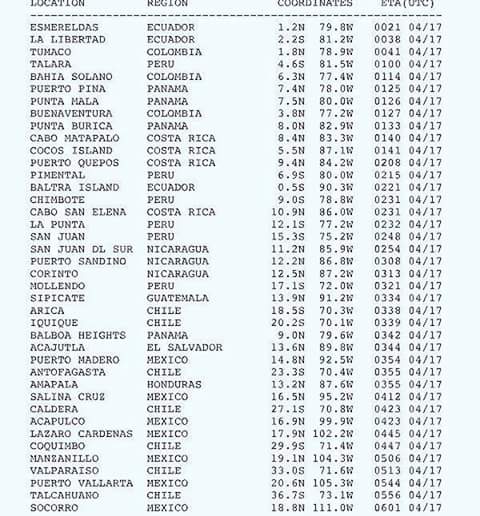 LOCATION REGION COORDINATES ETA(UTC)
ESMERELDAS ECUADOR 1.2N 79.8W 0021 04/17
LA LIBERTAD ECUADOR 2.2S 81.2W 0038 04/17
TUMACO COLOMBIA 1.8N 78.9W 0041 04/17
TALARA PERU 4.6S 81.5W 0100 04/17
BAHIA SOLANO COLOMBIA 6.3N 77.4W 0114 04/17
PUERTO PINA PANAMA 7.4N 78.0W 0125 04/17
PUNTA MALA PANAMA 7.5N 80.0W 0126 04/17
BUENAVENTURA COLOMBIA 3.8N 77.2W 0127 04/17
PUNTA BURICA PANAMA 8.0N 82.9W 0133 04/17
CABO MATAPALO COSTA RICA 8.4N 83.3W 0140 04/17
COCOS ISLAND COSTA RICA 5.5N 87.1W 0141 04/17
PUERTO QUEPOS COSTA RICA 9.4N 84.2W 0208 04/17
PIMENTAL PERU 6.9S 80.0W 0215 04/17
BALTRA ISLAND ECUADOR 0.5S 90.3W 0221 04/17
CHIMBOTE PERU 9.0S 78.8W 0231 04/17
CABO SAN ELENA COSTA RICA 10.9N 86.0W 0231 04/17
LA PUNTA PERU 12.1S 77.2W 0232 04/17
SAN JUAN PERU 15.3S 75.2W 0248 04/17
SAN JUAN DL SUR NICARAGUA 11.2N 85.9W 0254 04/17
PUERTO SANDINO NICARAGUA 12.2N 86.8W 0308 04/17
CORINTO NICARAGUA 12.5N 87.2W 0313 04/17
MOLLENDO PERU 17.1S 72.0W 0321 04/17
SIPICATE GUATEMALA 13.9N 91.2W 0334 04/17
ARICA CHILE 18.5S 70.3W 0338 04/17
IQUIQUE CHILE 20.2S 70.1W 0339 04/17
BALBOA HEIGHTS PANAMA 9.0N 79.6W 0342 04/17
ACAJUTLA EL SALVADOR 13.6N 89.8W 0344 04/17
PUERTO MADERO MEXICO 14.8N 92.5W 0354 04/17
ANTOFAGASTA CHILE 23.3S 70.4W 0355 04/17
AMAPALA HONDURAS 13.2N 87.6W 0355 04/17
SALINA CRUZ MEXICO 16.5N 95.2W 0412 04/17
CALDERA CHILE 27.1S 70.8W 0423 04/17
ACAPULCO MEXICO 16.9N 99.9W 0423 04/17
LAZARO CARDENAS MEXICO 17.9N 102.2W 0445 04/17
COQUIMBO CHILE 29.9S 71.4W 0447 04/17
MANZANILLO MEXICO 19.1N 104.3W 0506 04/17
VALPARAISO CHILE 33.0S 71.6W 0513 04/17
PUERTO VALLARTA MEXICO 20.6N 105.3W 0544 04/17
TALCAHUANO CHILE 36.7S 73.1W 0556 04/17
SOCORRO MEXICO 18.8N 111.0W 0601 04/17